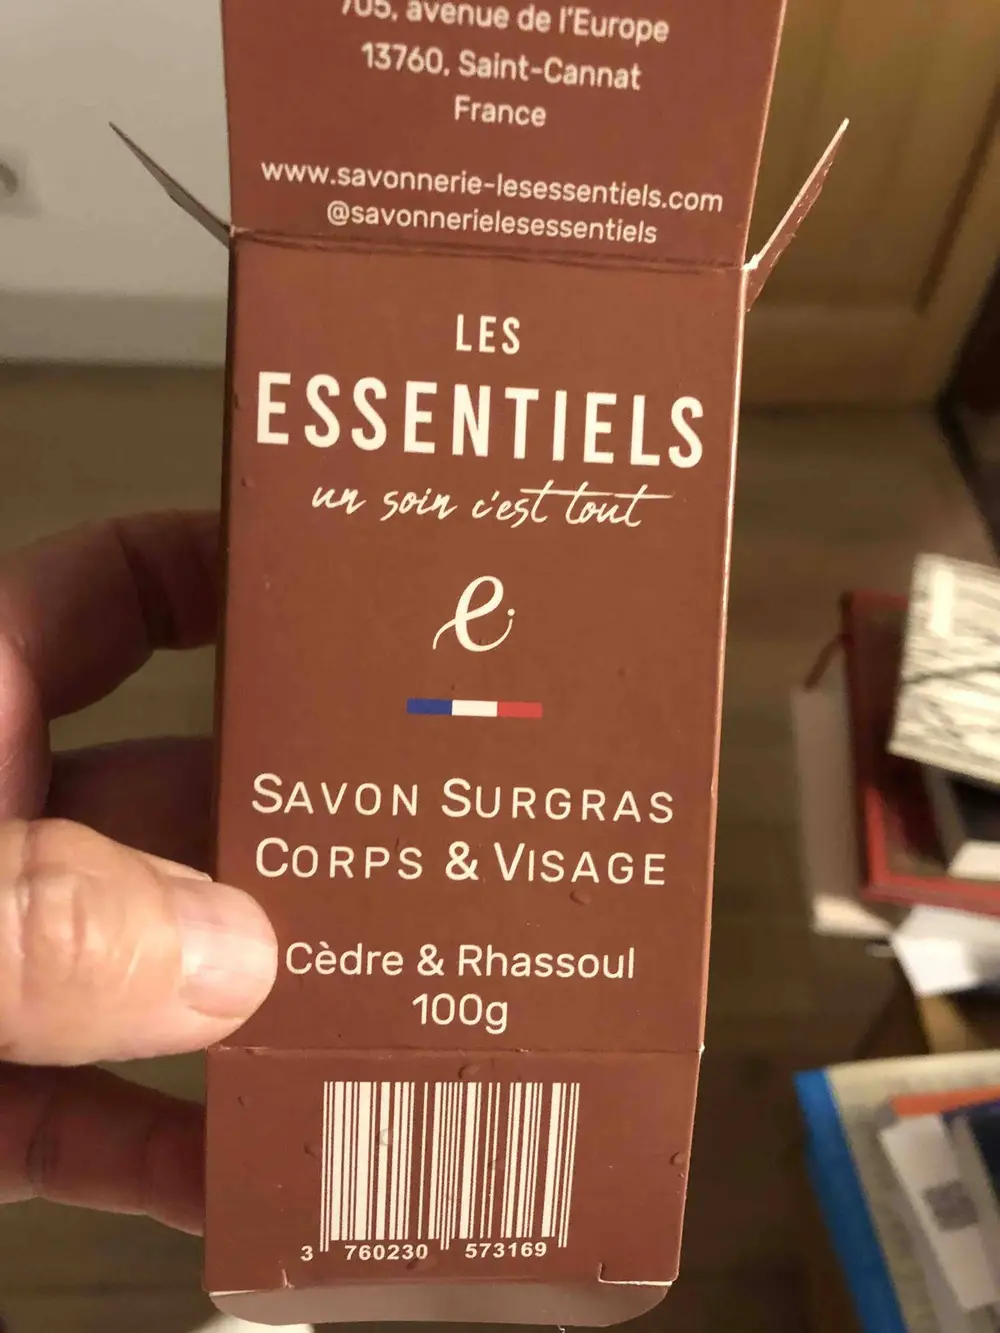 705, avenue de l'Europe
13760, Saint-Cannat
France
www.savonnerie-lesessentiels.com
@savonnerielesessentiels
LES
ESSENTIELS
un soin c'est tout
e
SAVON SURGRAS
CORPS & VISAGE
Cèdre & Rhassoul
100g
3 760230 573169